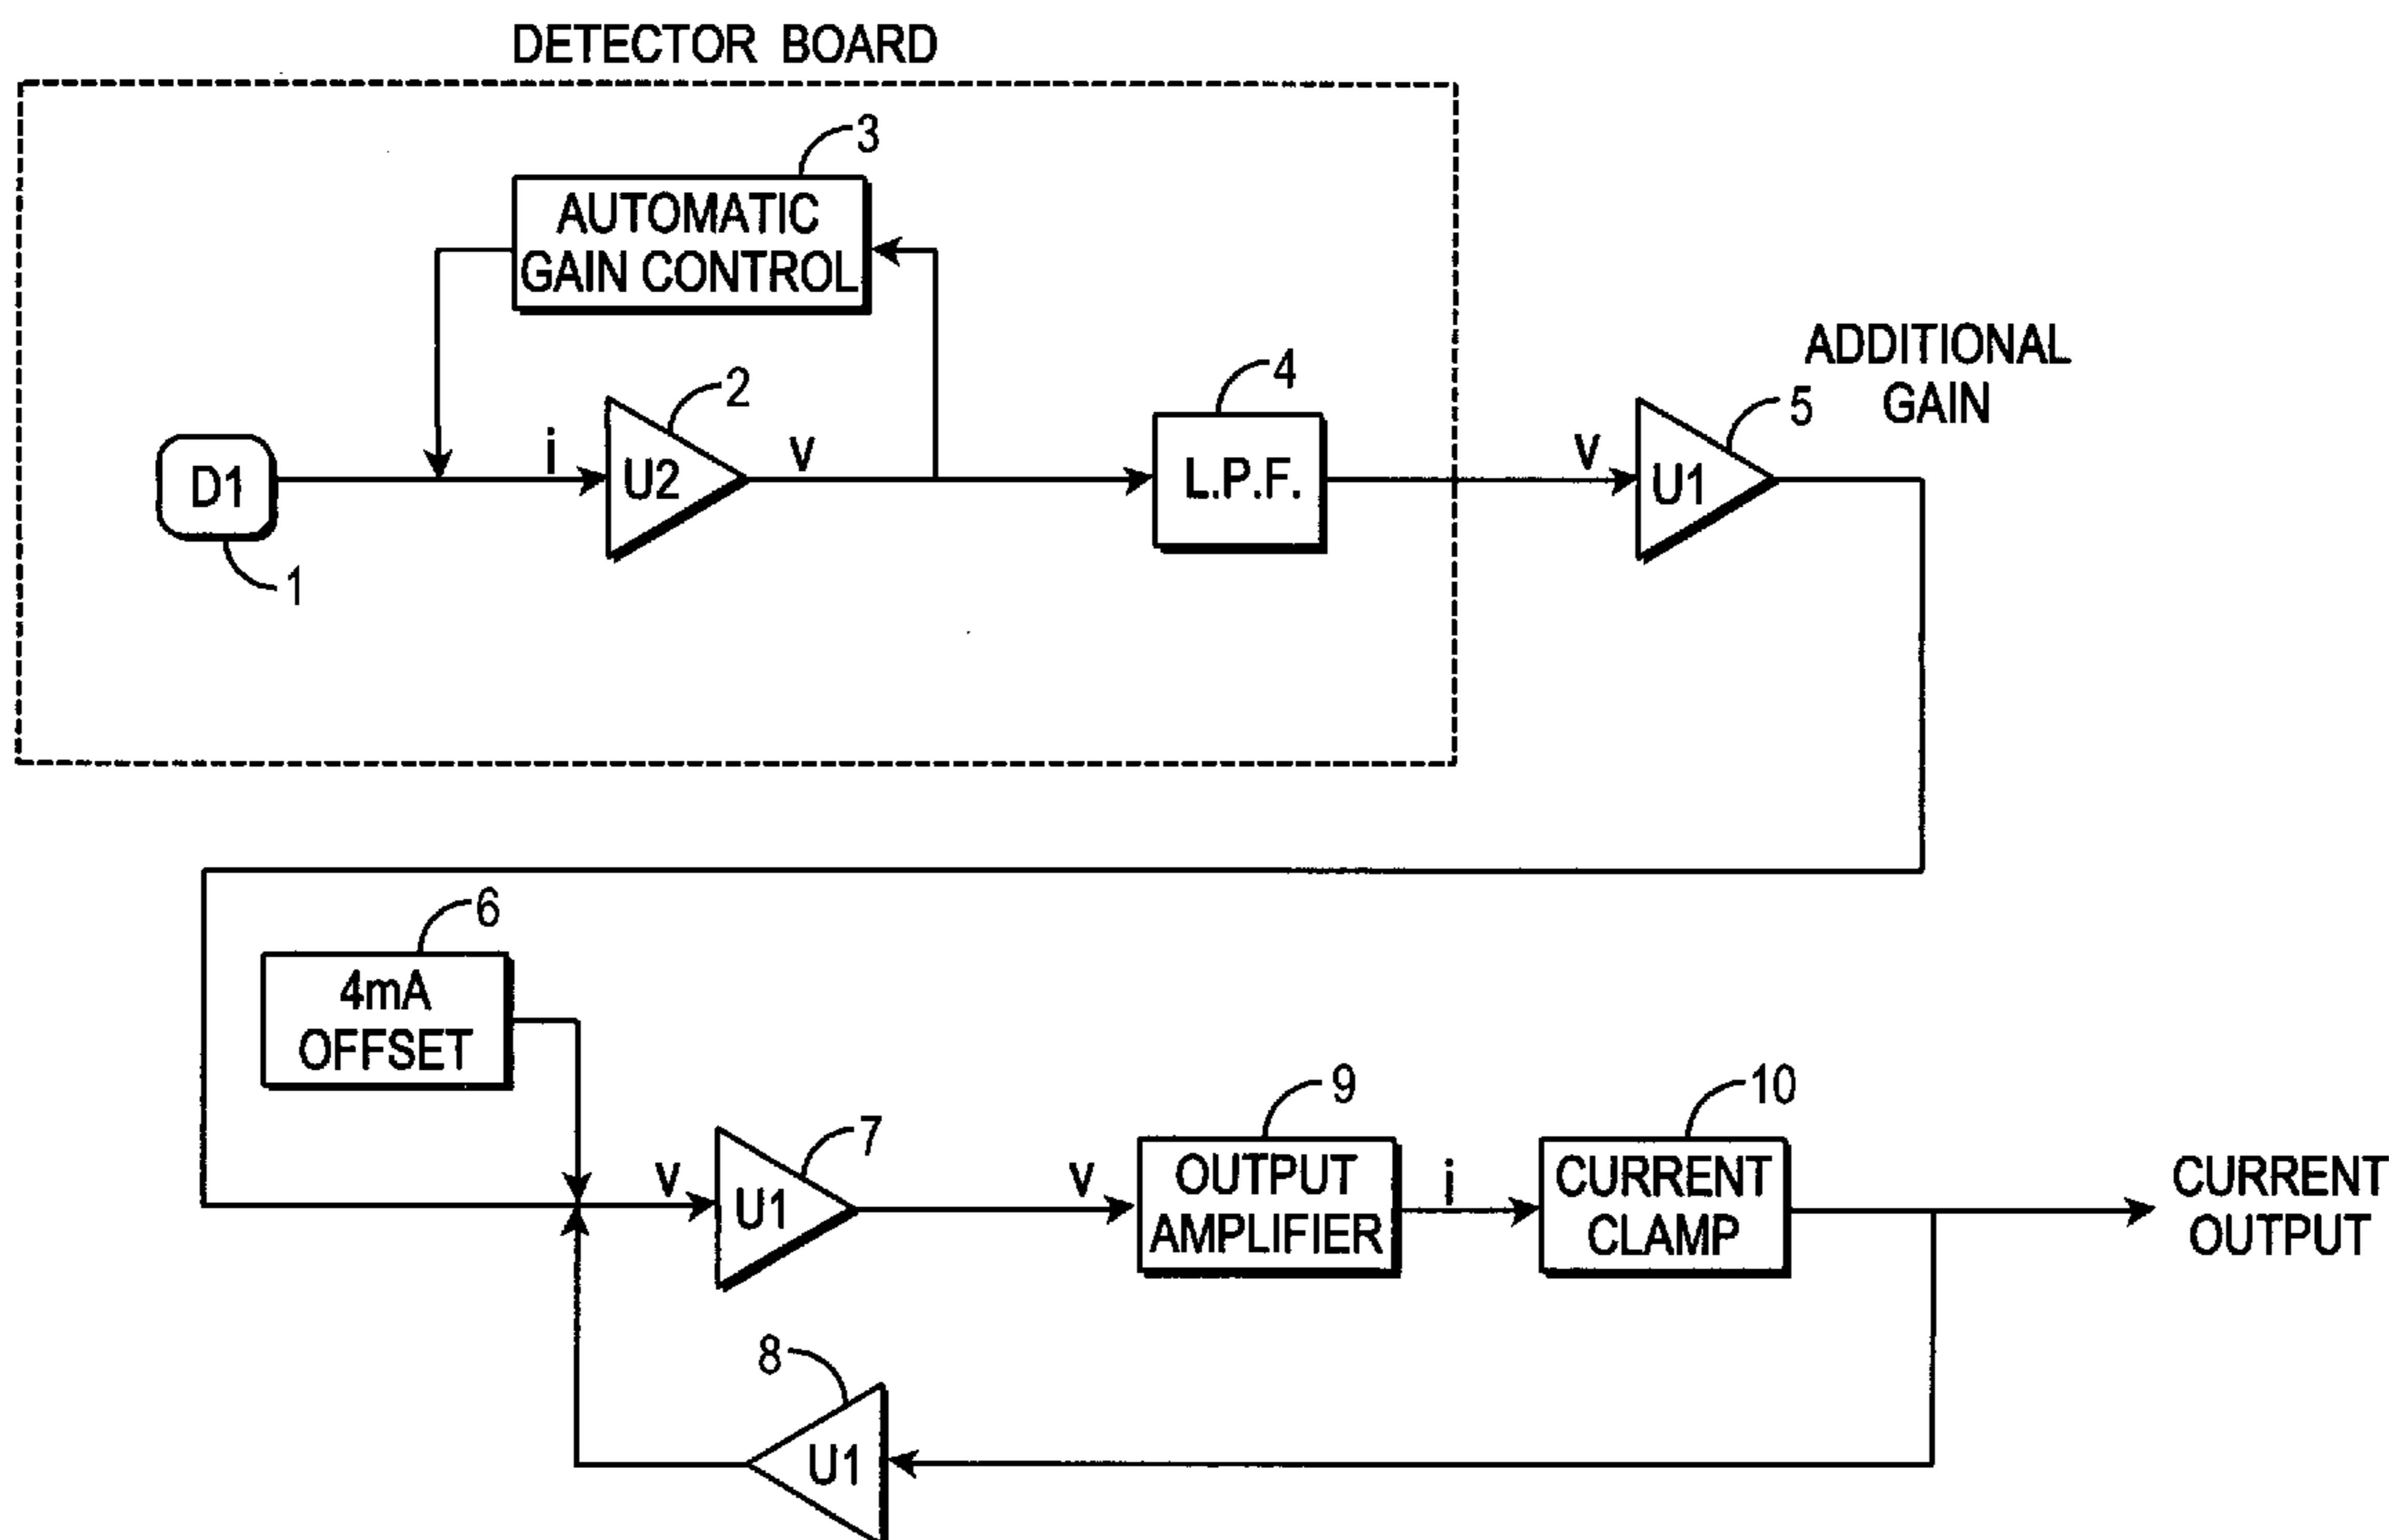 DETECTOR BOARD
3
AUTOMATIC
GAIN CONTROL
2
4
ADDITIONAL
GAIN
5
D1
i
U2
v
L.P.F.
v
U1
1
6
4mA
OFFSET
7
9
10
v
U1
v
OUTPUT
AMPLIFIER
i
CURRENT
CLAMP
CURRENT
OUTPUT
8
U1